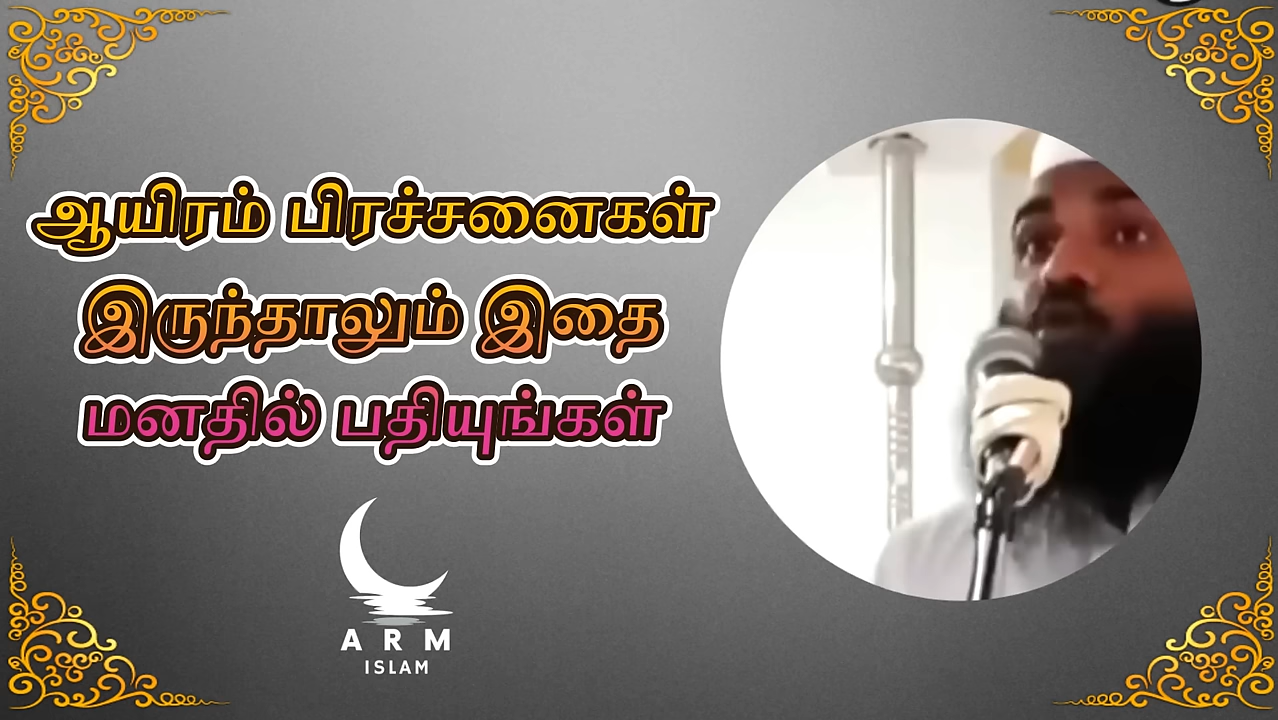 ஆயிரம் பிரச்சனைகள்
இருந்தாலும் இதை
மனதில் பதியுங்கள்
ARM
ISLAM